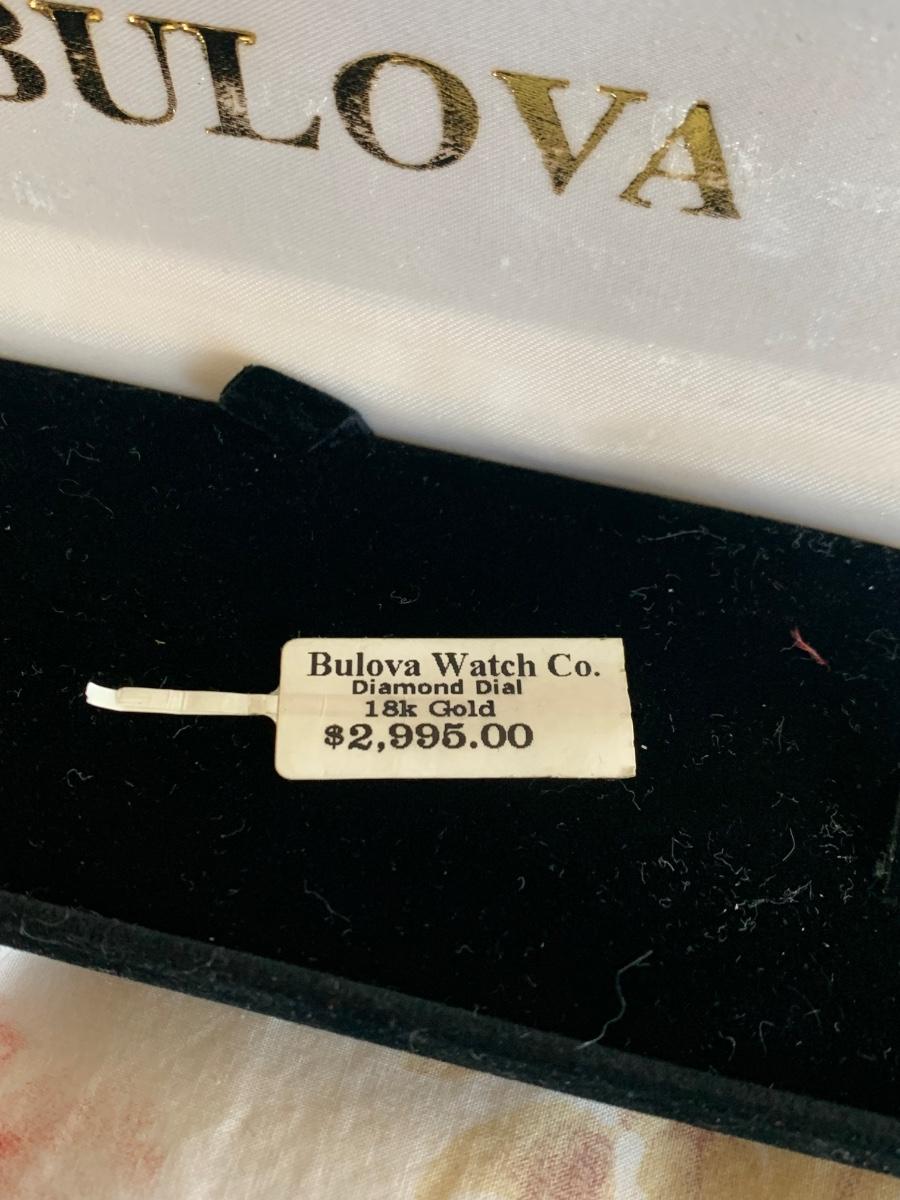 BULOVA
Bulova Watch Co.
Diamond Dial
18k Gold
$2,995.00